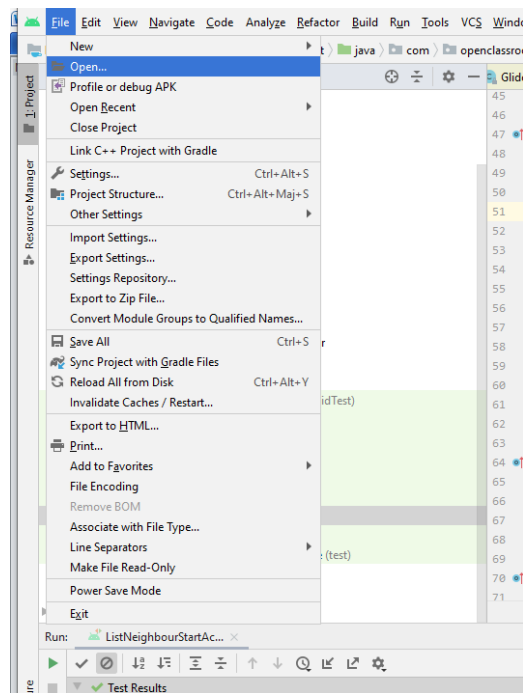 File Edit View Navigate Code Analyze Refactor Build Run Tools VCS Windo
New
java com openclassroo
Open...
Glide
Profile or debug APK
1: Project
45
Open Recent
46
Close Project
47
Link C++ Project with Gradle
48
Settings... Ctrl+Alt+S
49
Project Structure... Ctrl+Alt+Maj+S
50
Other Settings
51
Resource Manager
52
Import Settings...
53
Export Settings...
54
Settings Repository...
55
Export to Zip File...
56
Convert Module Groups to Qualified Names...
57
Save All Ctrl+S
r
58
Sync Project with Gradle Files
59
Reload All from Disk Ctrl+Alt+Y
60
Invalidate Caches / Restart...
idTest)
61
Export to HTML...
62
Print...
63
Add to Favorites
64
File Encoding
65
Remove BOM
66
Associate with File Type...
67
Line Separators
(test)
68
Make File Read-Only
69
Power Save Mode
70
Exit
71
Run: ListNeighbourStartAc...
Test Results